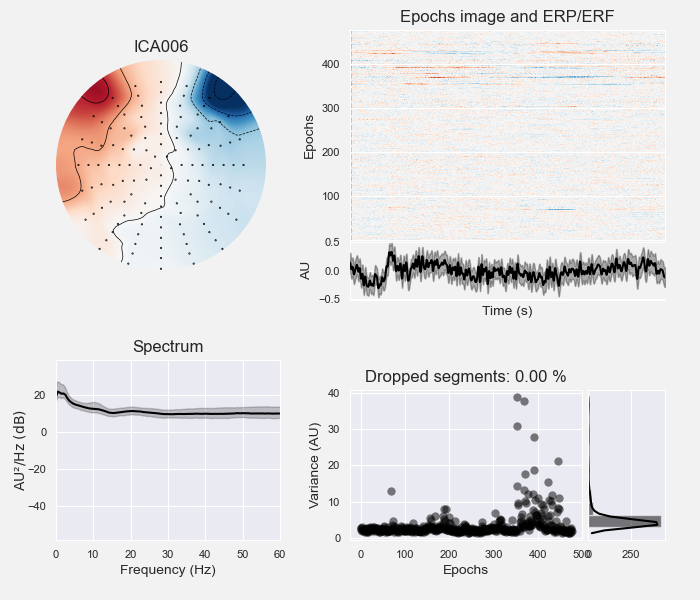 ICA006
Epochs image and ERP/ERF
Epochs
400
300
200
100
0.5
0.0
−0.5
AU
Time (s)
Spectrum
AU²/Hz (dB)
20
0
−20
−40
0 10 20 30 40 50 60
Frequency (Hz)
Dropped segments: 0.00 %
Variance (AU)
40
30
20
10
0
0 100 200 300 400 500
Epochs
0 250